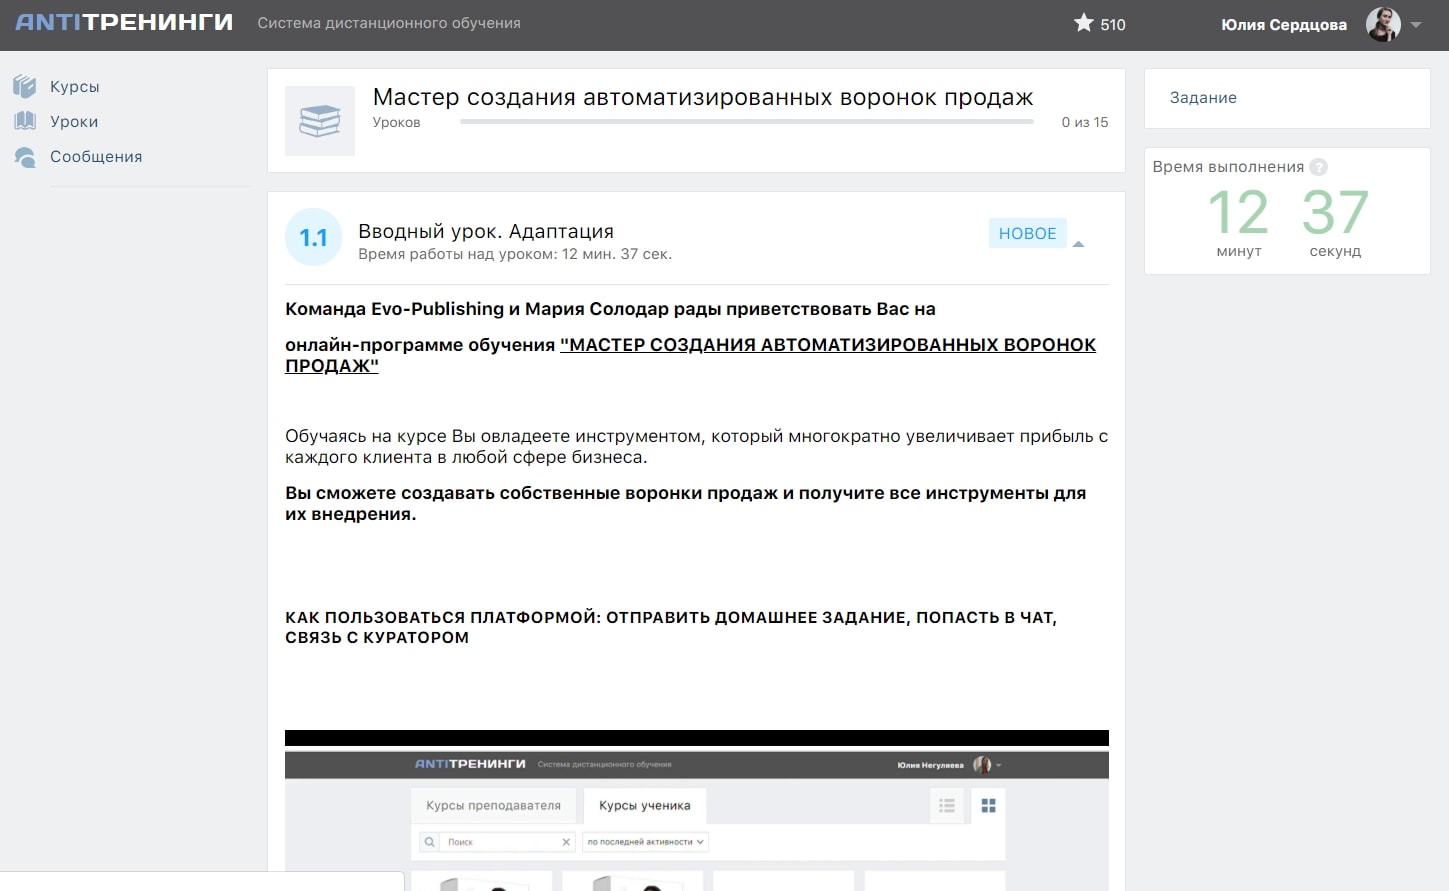 ANTIТРЕНИНГИ Система дистанционного обучения 510 Юлия Сердцова
Курсы
Уроки
Сообщения
Мастер создания автоматизированных воронок продаж
Уроков 0 из 15
1.1
Вводный урок. Адаптация
Время работы над уроком: 12 мин. 37 сек.
НОВОЕ
Команда Evo-Publishing и Мария Солодар рады приветствовать Вас на
онлайн-программе обучения "МАСТЕР СОЗДАНИЯ АВТОМАТИЗИРОВАННЫХ ВОРОНОК
ПРОДАЖ"
Обучаясь на курсе Вы овладеете инструментом, который многократно увеличивает прибыль с
каждого клиента в любой сфере бизнеса.
Вы сможете создавать собственные воронки продаж и получите все инструменты для
их внедрения.
КАК ПОЛЬЗОВАТЬСЯ ПЛАТФОРМОЙ: ОТПРАВИТЬ ДОМАШНЕЕ ЗАДАНИЕ, ПОПАСТЬ В ЧАТ,
СВЯЗЬ С КУРАТОРОМ
ANTIТРЕНИНГИ Система дистанционного обучения Юлия Негуляева
Курсы преподавателя Курсы ученика
Поиск по последней активности
Задание
Время выполнения ?
12 37
минут секунд